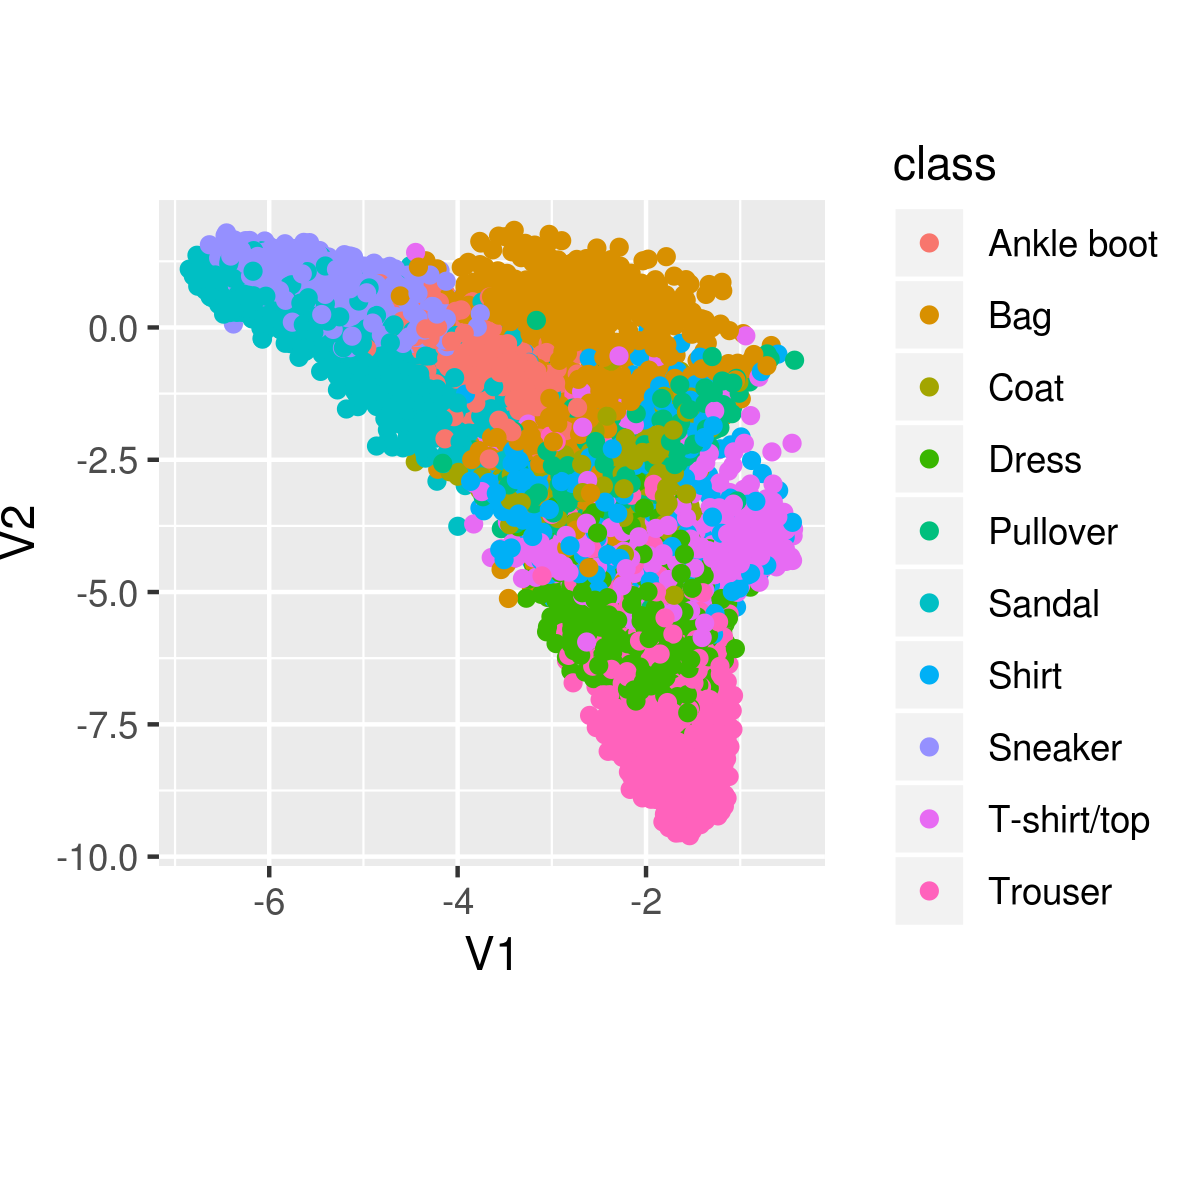 class
Ankle boot
Bag
Coat
Dress
Pullover
Sandal
Shirt
Sneaker
T-shirt/top
Trouser
0.0
-2.5
-5.0
-7.5
-10.0
V2
-6 -4 -2
V1